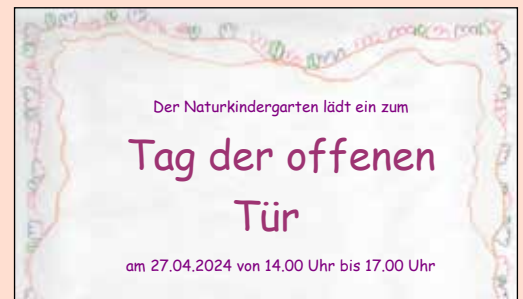 Der Naturkindergarten lädt ein zum
Tag der offenen
Tür
am 27.04.2024 von 14.00 Uhr bis 17.00 Uhr